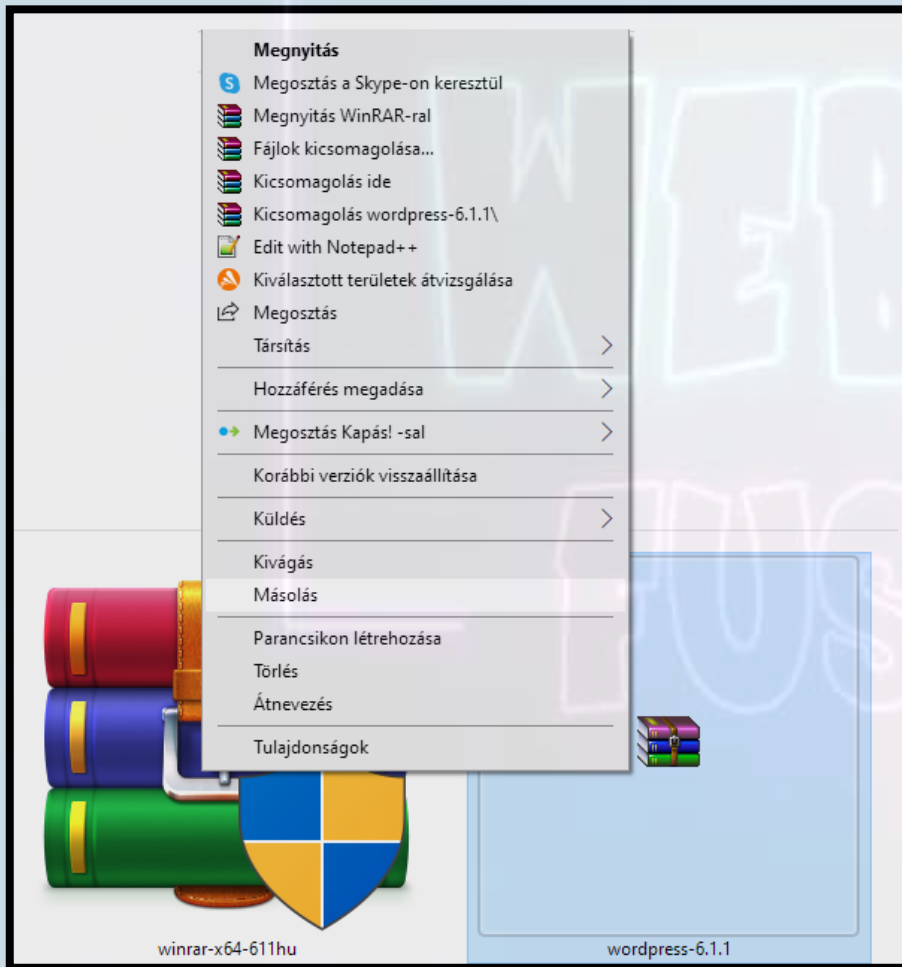 Megnyitás
Megosztás a Skype-on keresztül
Megnyitás WinRAR-ral
Fájlok kicsomagolása...
Kicsomagolás ide
Kicsomagolás wordpress-6.1.1\
Edit with Notepad++
Kiválasztott területek átvizsgálása
Megosztás
Társítás
Hozzáférés megadása
Megosztás Kapás! -sal
Korábbi verziók visszaállítása
Küldés
Kivágás
Másolás
Parancsikon létrehozása
Törlés
Átnevezés
Tulajdonságok
winrar-x64-611hu
wordpress-6.1.1